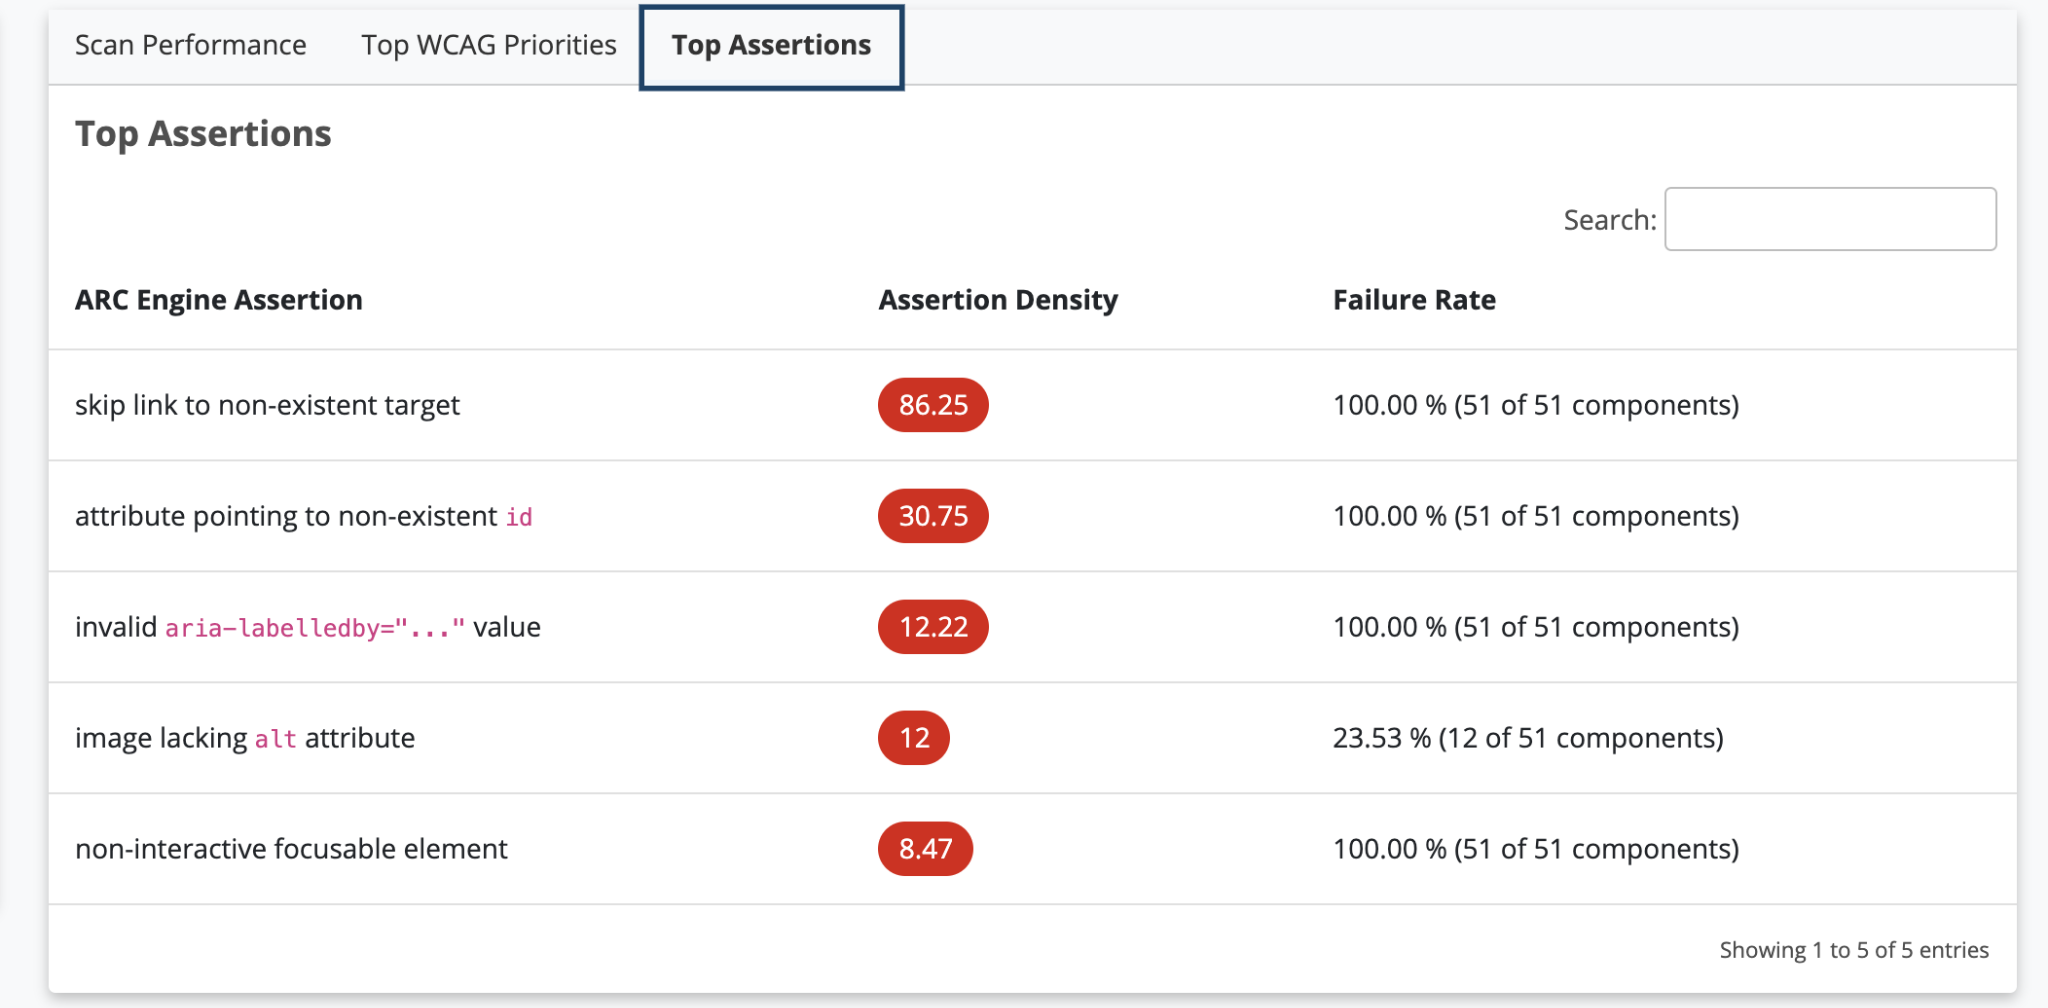 Scan Performance Top WCAG Priorities Top Assertions
Top Assertions
Search:
ARC Engine Assertion Assertion Density Failure Rate
skip link to non-existent target 86.25 100.00 % (51 of 51 components)
attribute pointing to non-existent id 30.75 100.00 % (51 of 51 components)
invalid aria-labelledby="..." value 12.22 100.00 % (51 of 51 components)
image lacking alt attribute 12 23.53 % (12 of 51 components)
non-interactive focusable element 8.47 100.00 % (51 of 51 components)
Showing 1 to 5 of 5 entries